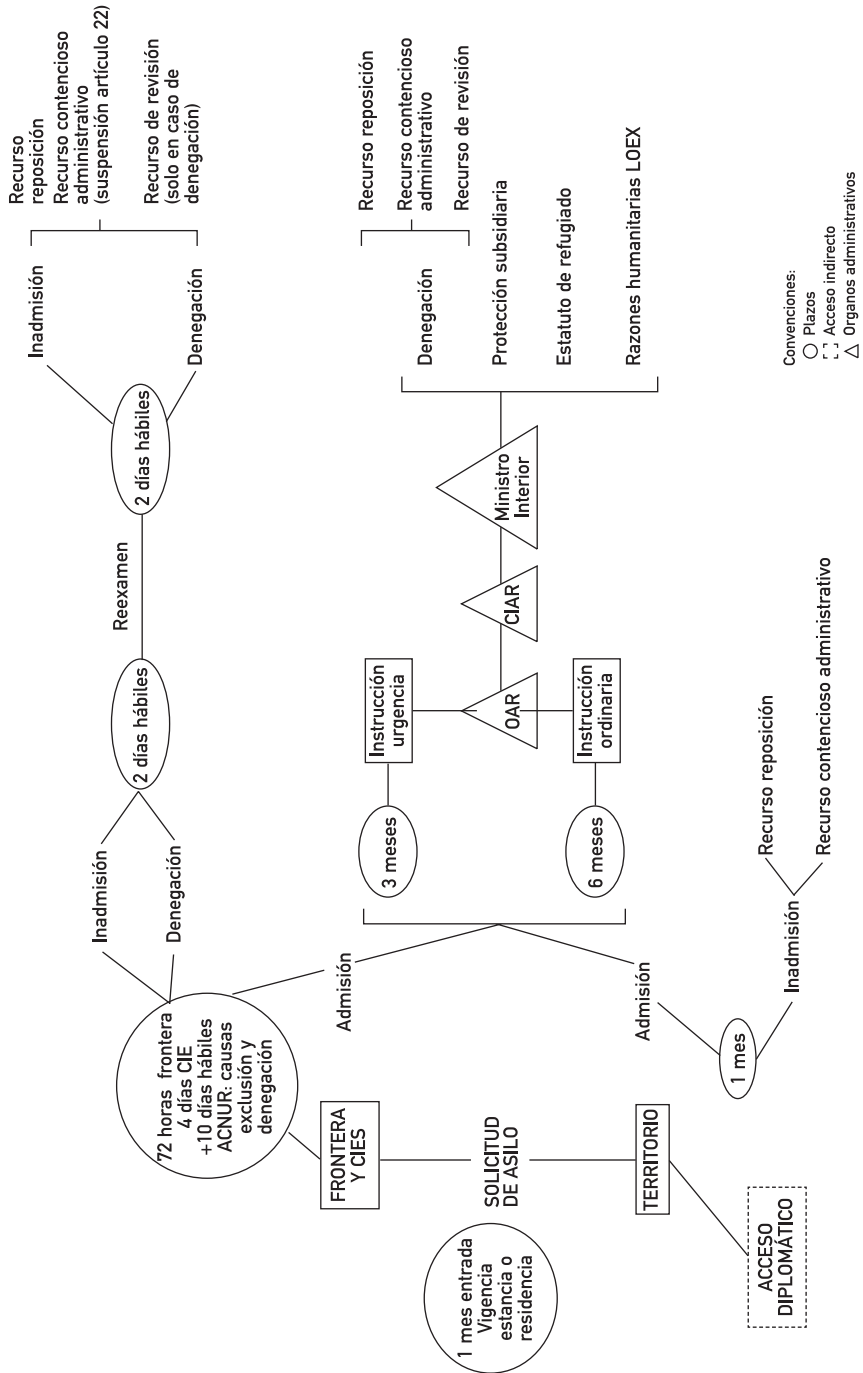 1 mes entrada
Vigencia
estancia o
residencia
SOLICITUD
DE ASILO
FRONTERA
Y CIES
72 horas frontera
4 días CIE
+10 días hábiles
ACNUR: causas
exclusión y
denegación
Inadmisión
Denegación
2 días hábiles
Reexamen
2 días hábiles
Inadmisión
Denegación
Recurso
reposición
Recurso contencioso
administrativo
(suspensión artículo 22)
Recurso de revisión
(solo en caso de
denegación)
Admisión
TERRITORIO
ACCESO
DIPLOMÁTICO
1 mes
Admisión
Inadmisión
Recurso reposición
Recurso contencioso administrativo
3 meses
Instrucción
urgencia
6 meses
Instrucción
ordinaria
OAR
CIAR
Ministro
Interior
Denegación
Recurso reposición
Recurso contencioso
administrativo
Recurso de revisión
Protección subsidiaria
Estatuto de refugiado
Razones humanitarias LOEX
Convenciones:
Plazos
Acceso indirecto
Organos administrativos